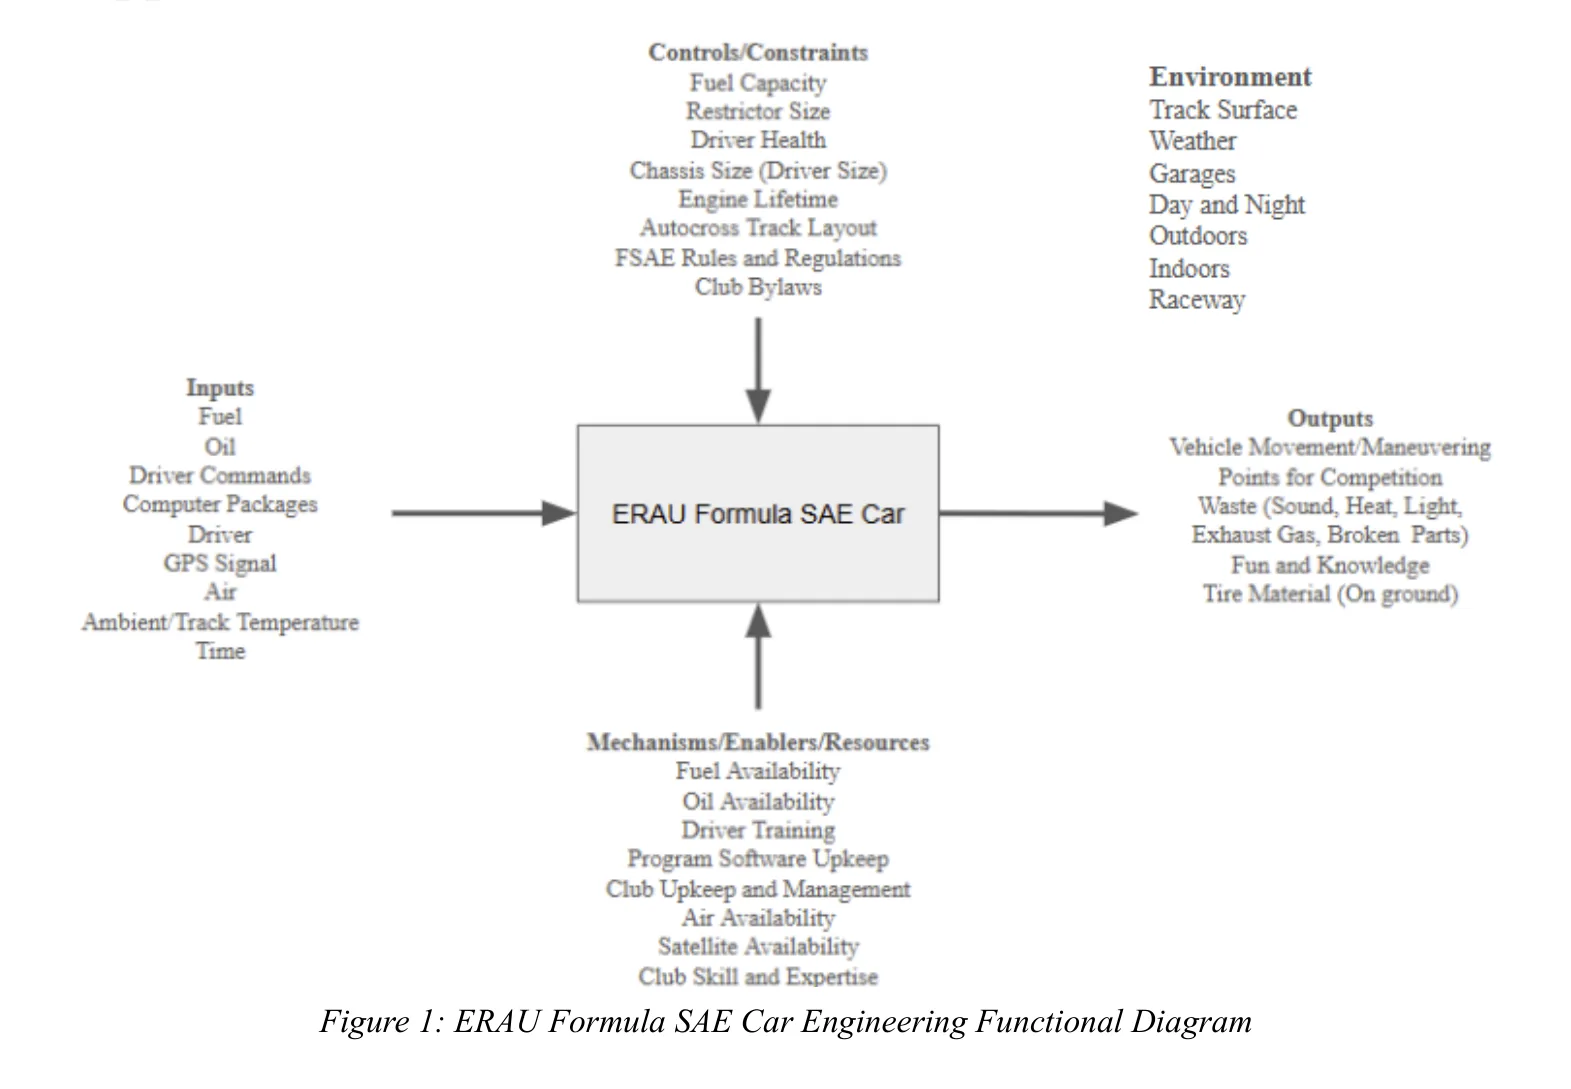 Controls/Constraints
Fuel Capacity
Restrictor Size
Driver Health
Chassis Size (Driver Size)
Engine Lifetime
Autocross Track Layout
FSAE Rules and Regulations
Club Bylaws
Environment
Track Surface
Weather
Garages
Day and Night
Outdoors
Indoors
Raceway
Inputs
Fuel
Oil
Driver Commands
Computer Packages
Driver
GPS Signal
Air
Ambient/Track Temperature
Time
ERAU Formula SAE Car
Outputs
Vehicle Movement/Maneuvering
Points for Competition
Waste (Sound, Heat, Light,
Exhaust Gas, Broken Parts)
Fun and Knowledge
Tire Material (On ground)
Mechanisms/Enablers/Resources
Fuel Availability
Oil Availability
Driver Training
Program Software Upkeep
Club Upkeep and Management
Air Availability
Satellite Availability
Club Skill and Expertise
Figure 1: ERAU Formula SAE Car Engineering Functional Diagram